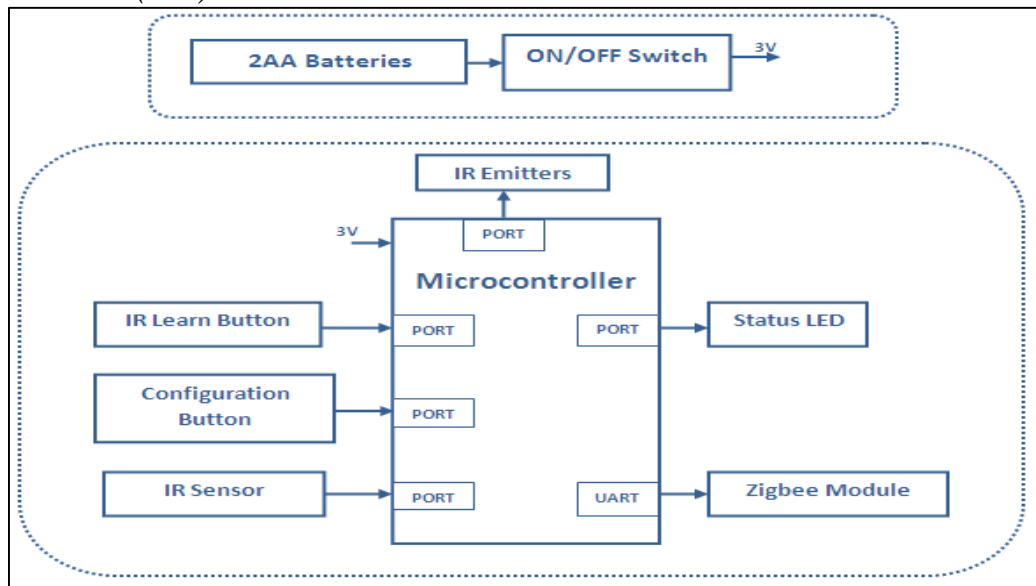 2AA Batteries
ON/OFF Switch
3V
IR Emitters
PORT
3V
Microcontroller
IR Learn Button
PORT
PORT
Status LED
Configuration
Button
PORT
IR Sensor
PORT
UART
Zigbee Module